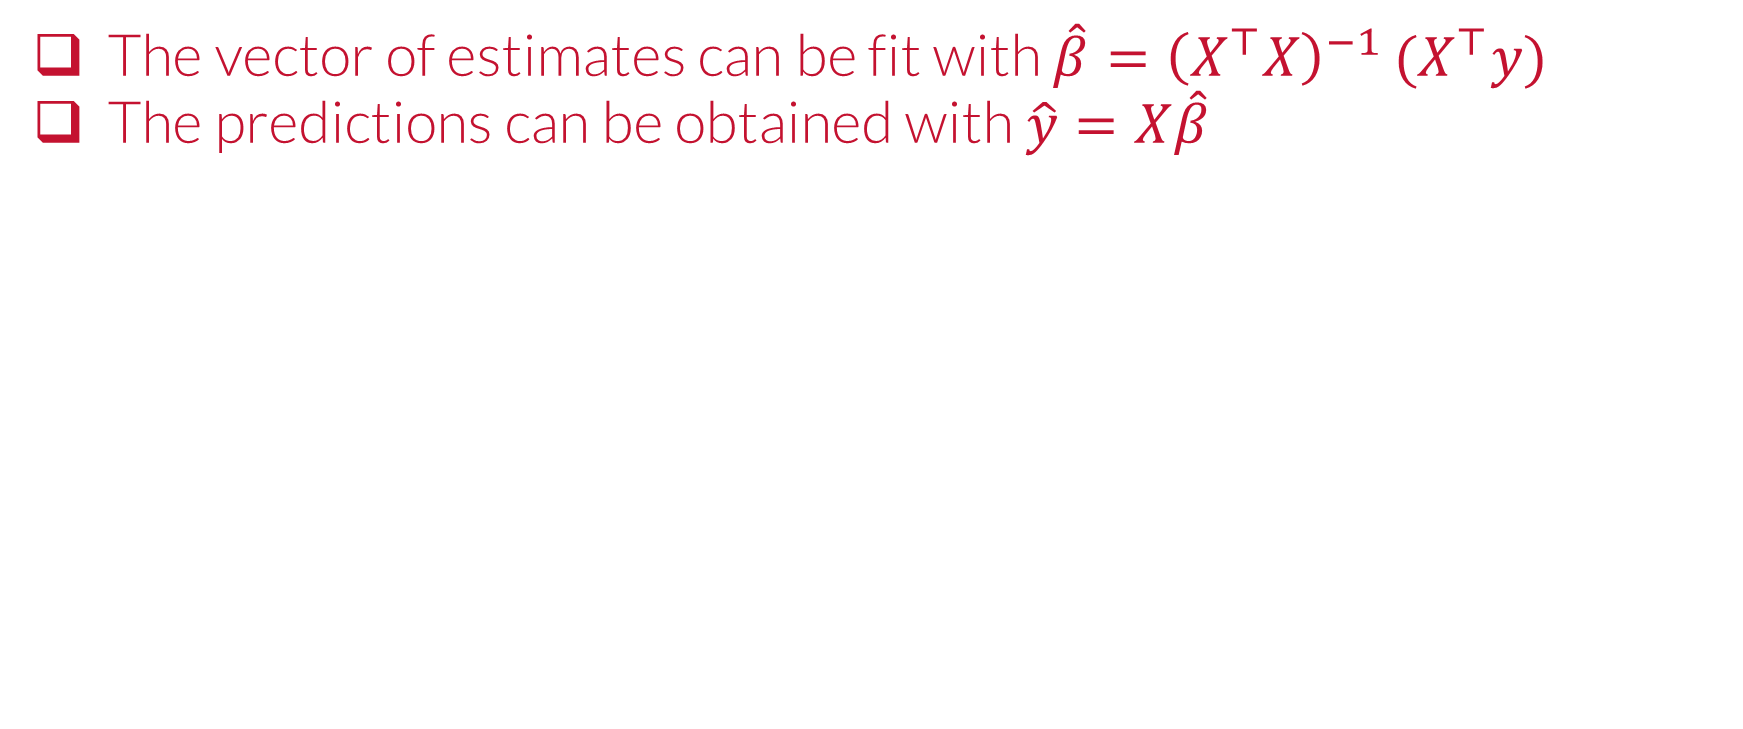 ❑ The vector of estimates can be fit with β̂ = (X⊤X)⁻¹ (X⊤y)
❑ The predictions can be obtained with ŷ = Xβ̂